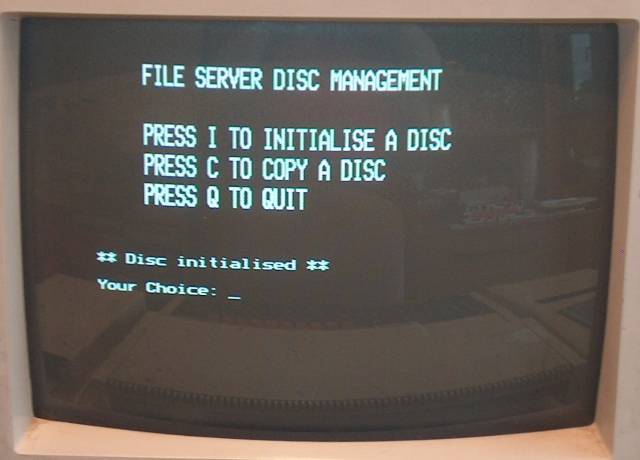 FILE SERVER DISC MANAGEMENT
PRESS I TO INITIALISE A DISC
PRESS C TO COPY A DISC
PRESS Q TO QUIT
** Disc initialised **
Your Choice: _